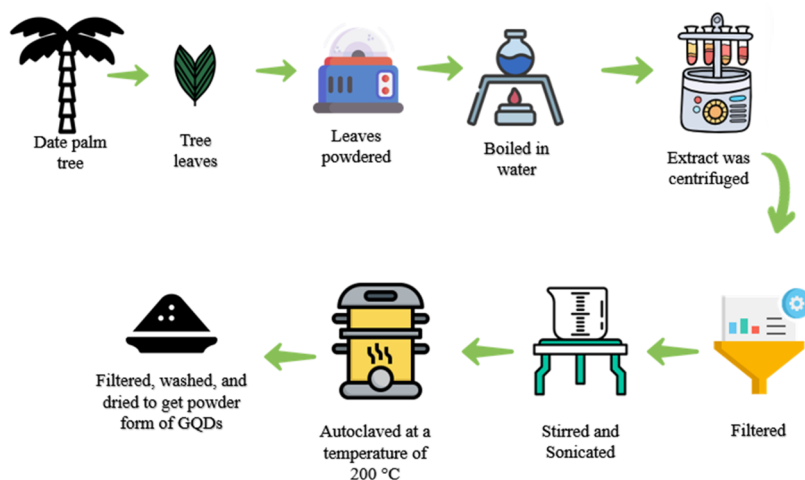 Date palm
tree
Tree
leaves
Leaves
powdered
Boiled in
water
Extract was
centrifuged
Filtered
Stirred and
Sonicated
Autoclaved at a
temperature of
200 °C
Filtered, washed, and
dried to get powder
form of GQDs